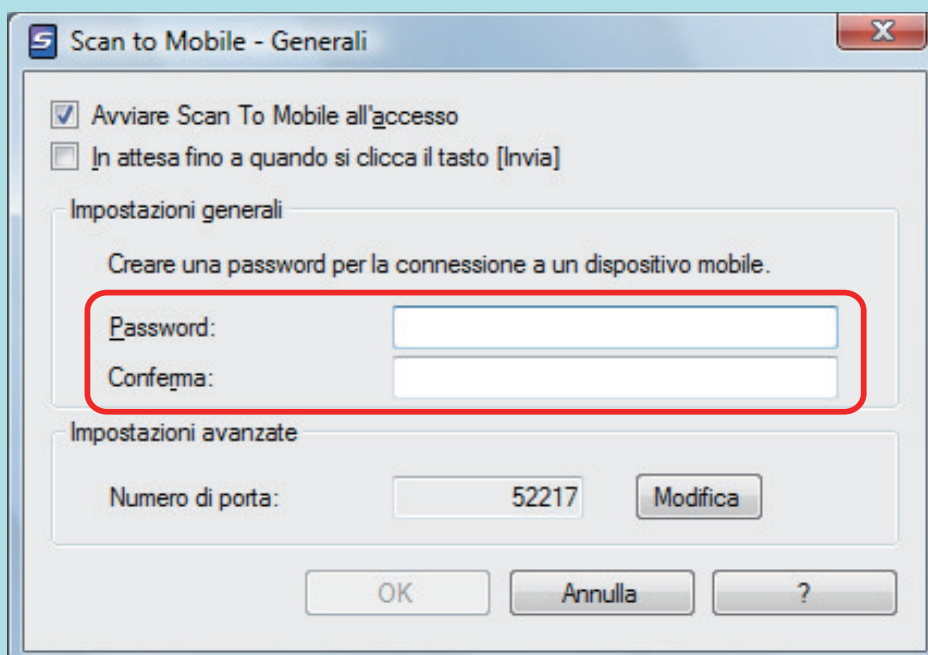 Scan to Mobile - Generali
Avviare Scan To Mobile all'accesso
In attesa fino a quando si clicca il tasto [Invia]
Impostazioni generali
Creare una password per la connessione a un dispositivo mobile.
Password:
Conferma:
Impostazioni avanzate
Numero di porta: 52217 Modifica
OK Annulla ?